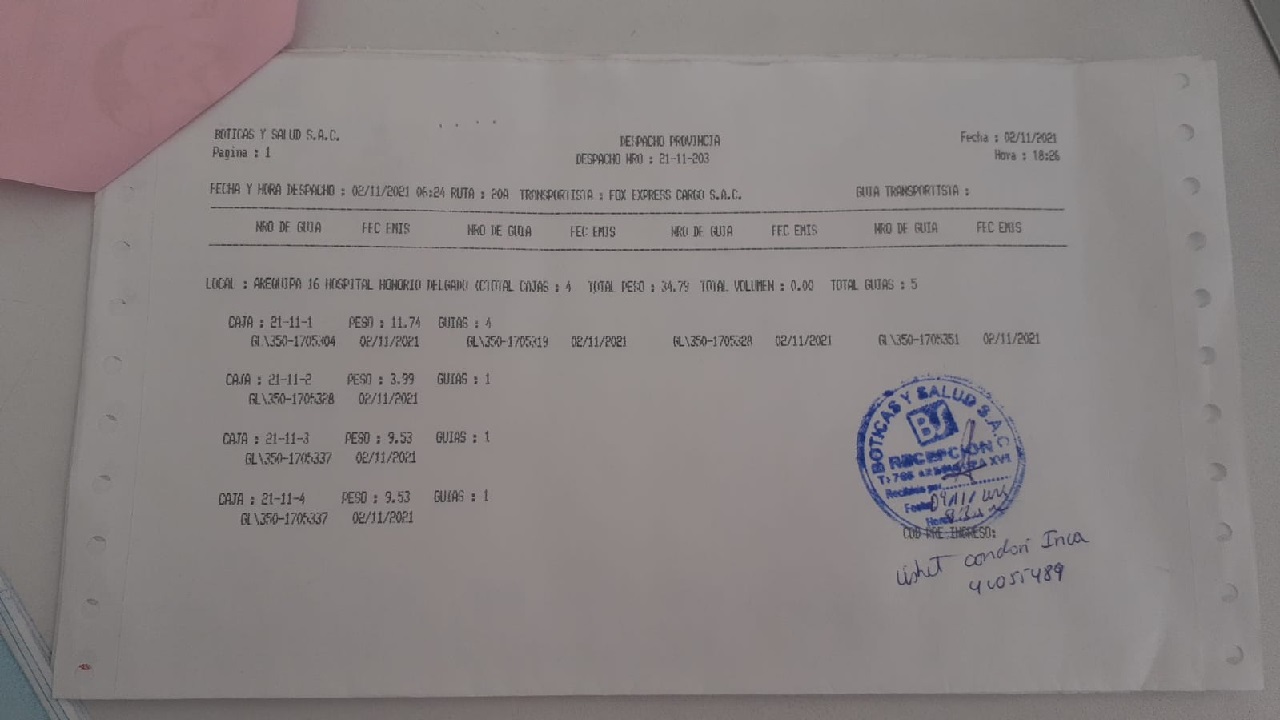 BOTICAS Y SALUD S.A.C.
Pagina : 1
DESPACHO PROVINCIA
DESPACHO NRO : 21-11-203
Fecha : 02/11/2021
Hora : 18:26
FECHA Y HORA DESPACHO : 02/11/2021 06:24 RUTA : 20A TRANSPORTISTA : FOX EXPRESS CARGO S.A.C. GUIA TRANSPORTISTA :
NRO DE GUIA FEC EMIS NRO DE GUIA FEC EMIS NRO DE GUIA FEC EMIS NRO DE GUIA FEC EMIS
LOCAL : AREQUIPA 16 HOSPITAL HONORIO DELGADO (C)TOTAL CAJAS : 4 TOTAL PESO : 34.79 TOTAL VOLUMEN : 0.00 TOTAL GUIAS : 5
CAJA : 21-11-1 PESO : 11.74 GUIAS : 4
GL\350-1705304 02/11/2021 GL\350-1705319 02/11/2021 GL\350-1705328 02/11/2021 GL\350-1705351 02/11/2021
CAJA : 21-11-2 PESO : 3.99 GUIAS : 1
GL\350-1705328 02/11/2021
CAJA : 21-11-3 PESO : 9.53 GUIAS : 1
GL\350-1705337 02/11/2021
CAJA : 21-11-4 PESO : 9.53 GUIAS : 1
GL\350-1705337 02/11/2021
BOTICAS Y SALUD S.A.C.
BS
RECEPCION
XVI
Recibido por
Fecha
Hora
COD PRE INGRESO:
condori Inca